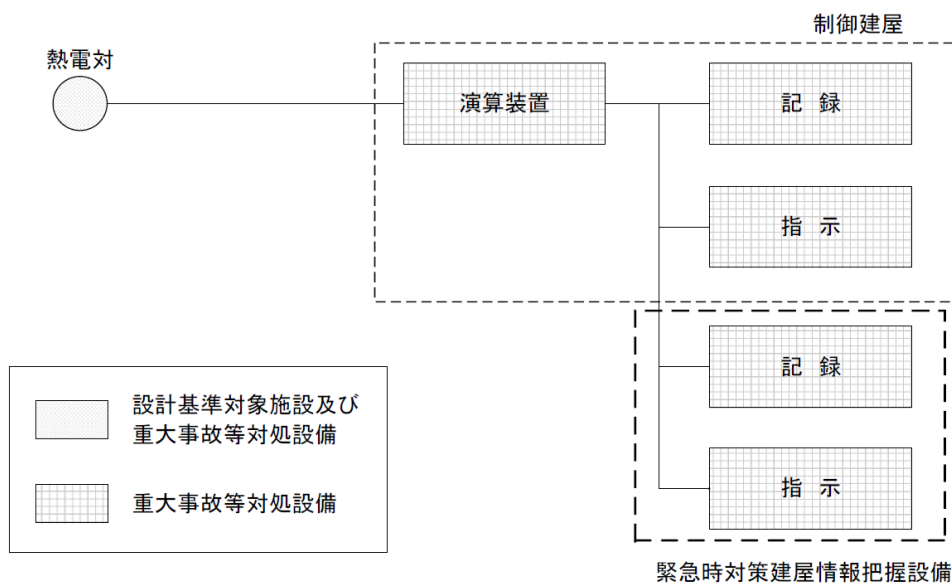 制御建屋
熱電対
演算装置
記 録
指 示
記 録
指 示
設計基準対象施設及び
重大事故等対処設備
重大事故等対処設備
緊急時対策建屋情報把握設備